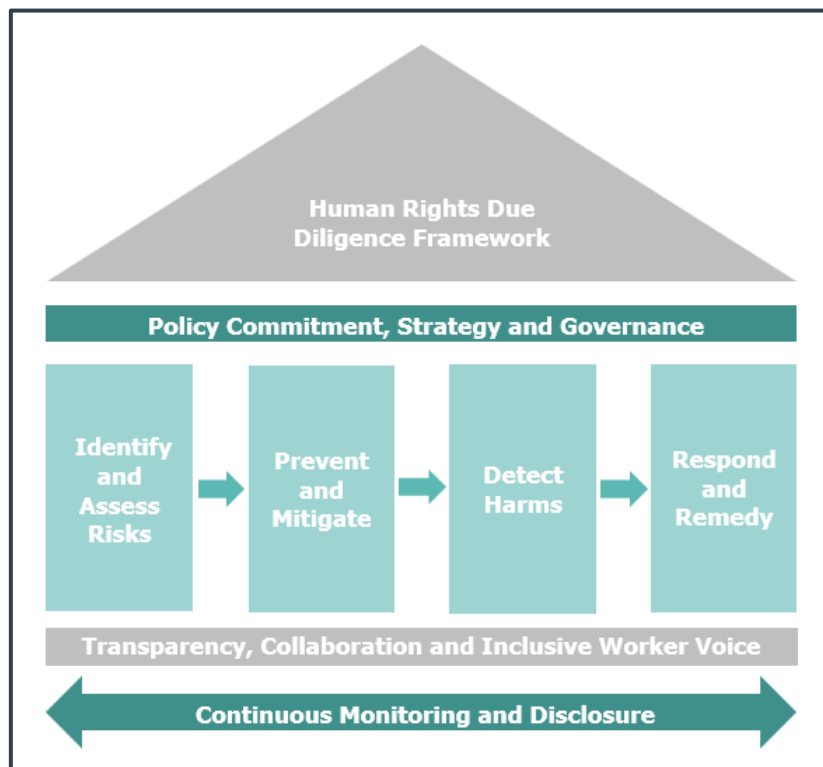 Human Rights Due
Diligence Framework
Policy Commitment, Strategy and Governance
Identify
and
Assess
Risks
Prevent
and
Mitigate
Detect
Harms
Respond
and
Remedy
Transparency, Collaboration and Inclusive Worker Voice
Continuous Monitoring and Disclosure